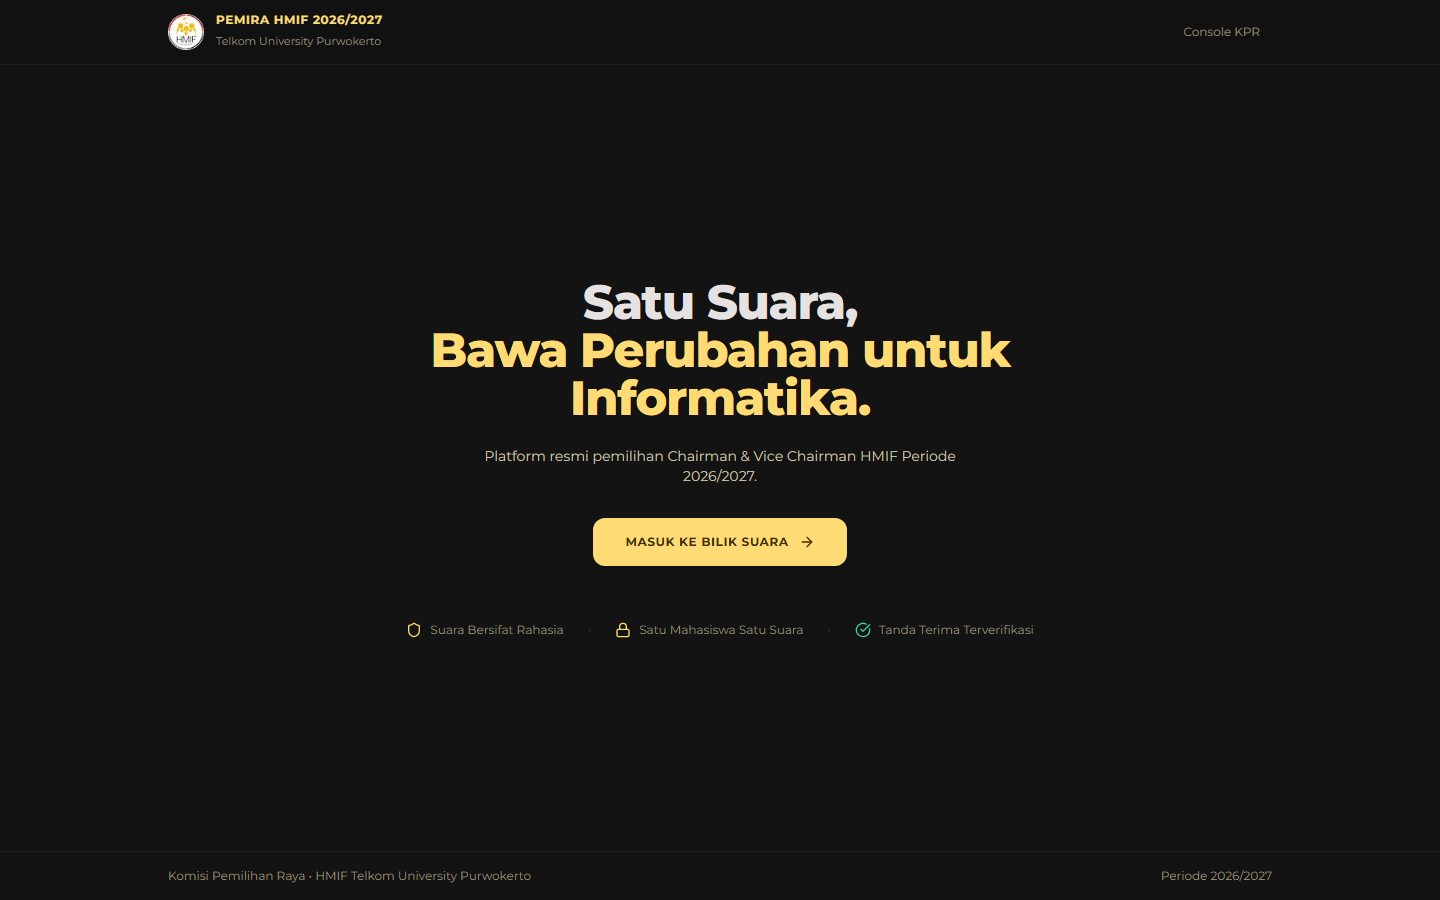 HMIF
PEMIRA HMIF 2026/2027
Telkom University Purwokerto
Console KPR
Satu Suara,
Bawa Perubahan untuk
Informatika.
Platform resmi pemilihan Chairman & Vice Chairman HMIF Periode
2026/2027.
MASUK KE BILIK SUARA
Suara Bersifat Rahasia · Satu Mahasiswa Satu Suara · Tanda Terima Terverifikasi
Komisi Pemilihan Raya • HMIF Telkom University Purwokerto
Periode 2026/2027